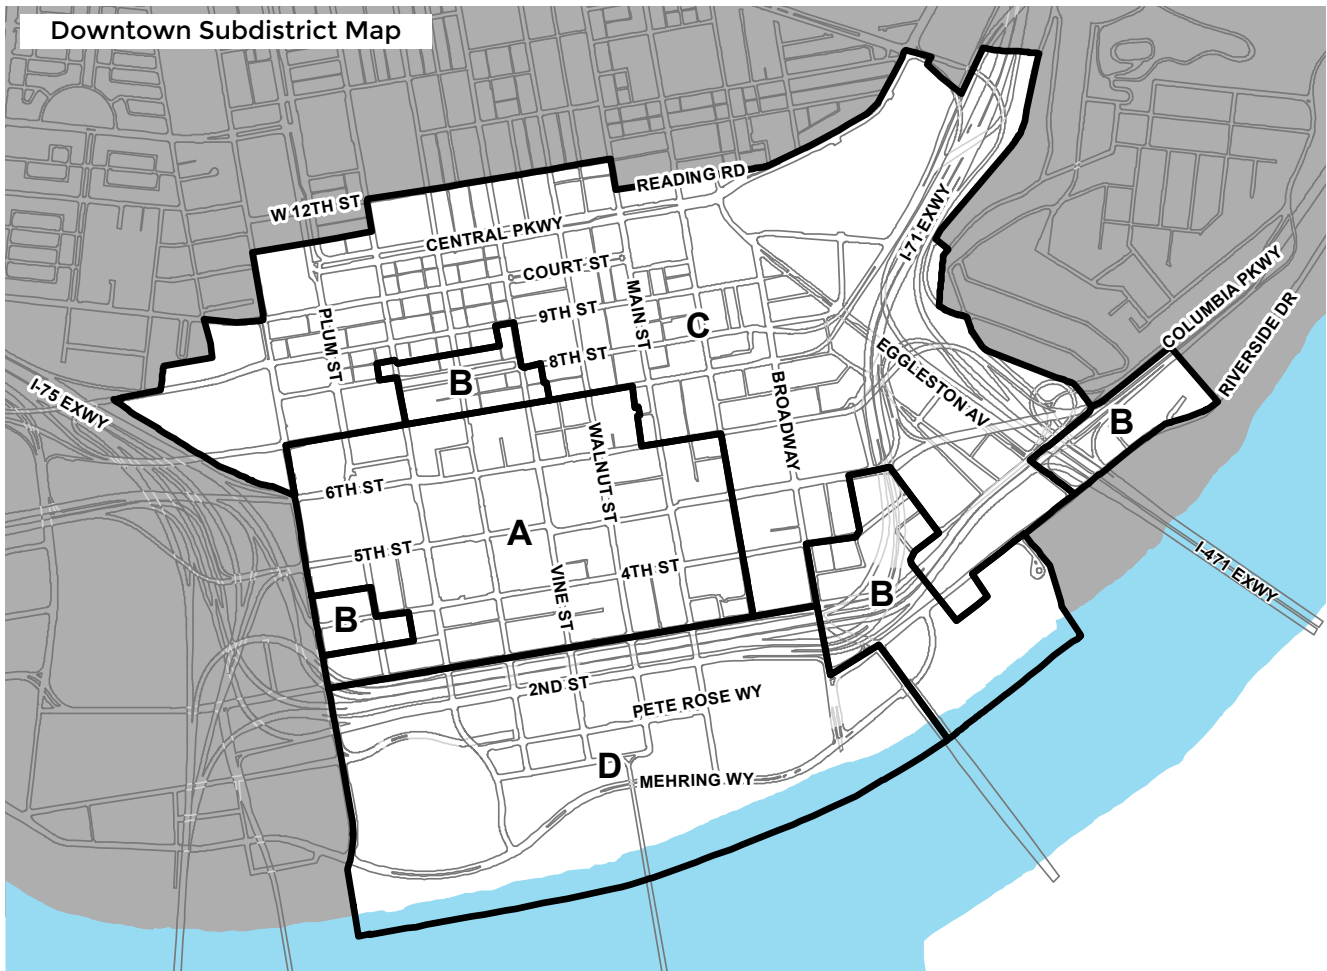 Downtown Subdistrict Map
READING RD
W 12TH ST
CENTRAL PKWY
I-71 EXWY
COURT ST
COLUMBIA PKWY
MAIN ST
9TH ST
C
RIVERSIDE DR
PLUM ST
8TH ST
EGGLESTON AV
B
I-75 EXWY
BROADWAY
B
WALNUT ST
6TH ST
A
5TH ST
4TH ST
I-471 EXWY
VINE ST
B
B
2ND ST
PETE ROSE WY
D
MEHRING WY